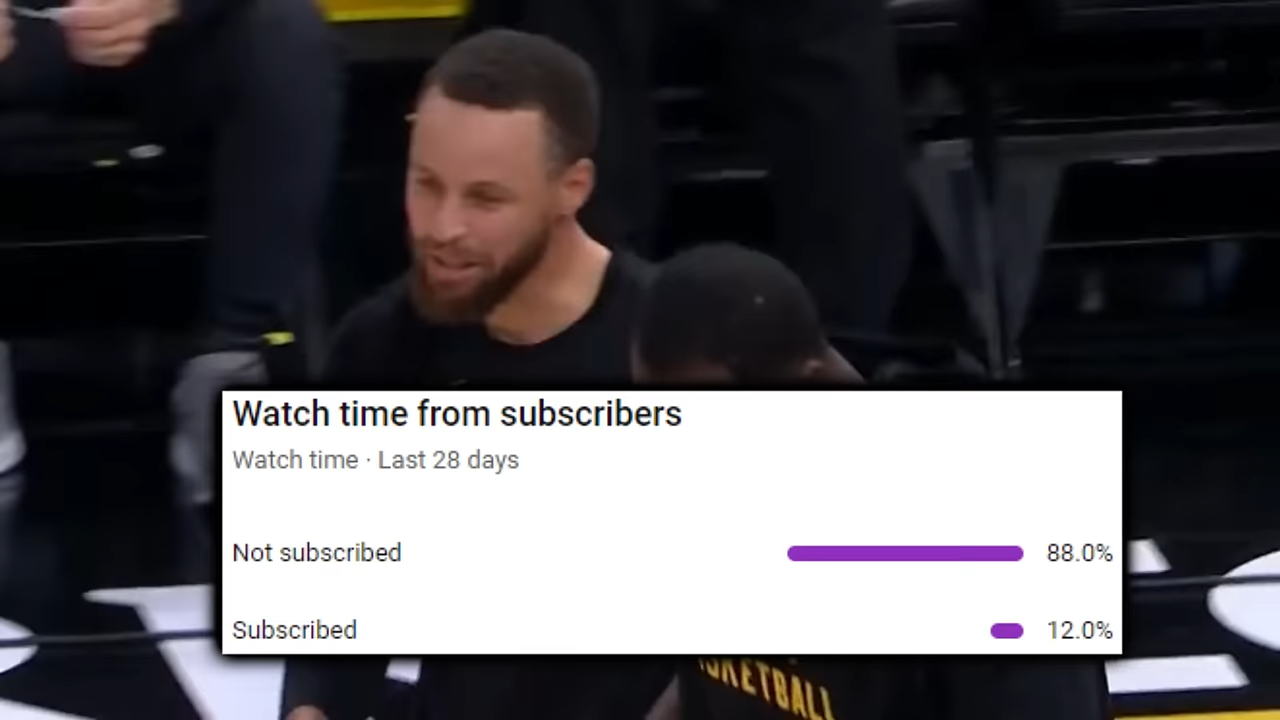 Watch time from subscribers
Watch time · Last 28 days
Not subscribed 88.0%
Subscribed 12.0%